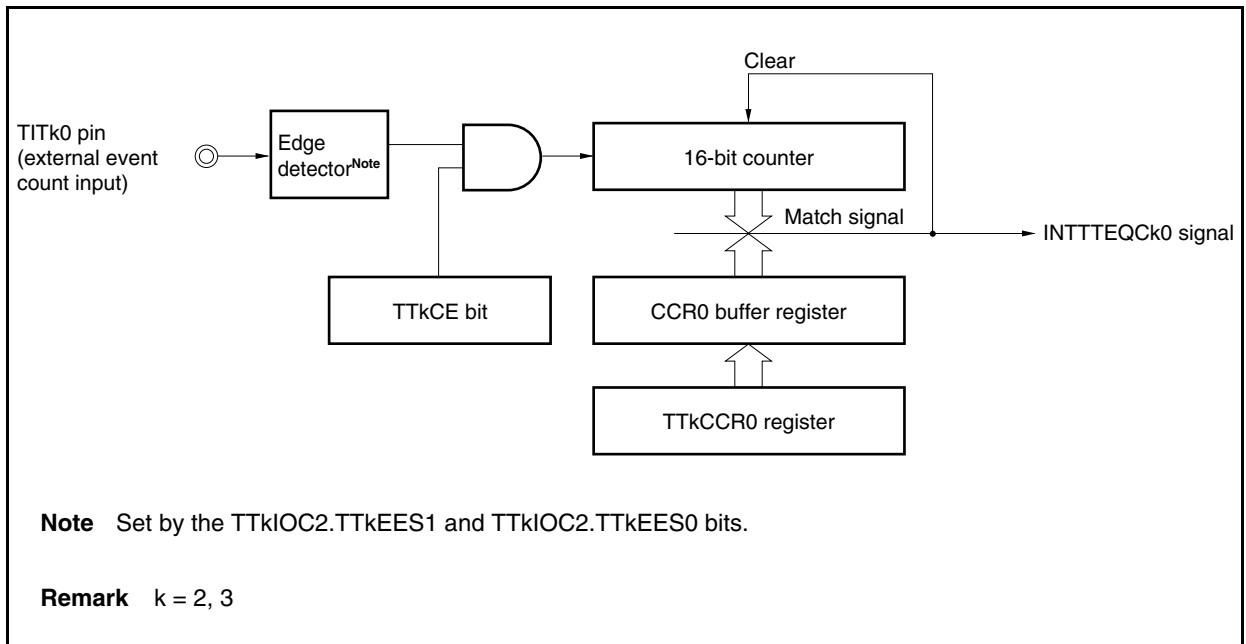 Clear
TITk0 pin
(external event
count input)
Edge
detectorNote
16-bit counter
Match signal
INTTTEQCk0 signal
TTkCE bit
CCR0 buffer register
TTkCCR0 register
Note Set by the TTkIOC2.TTkEES1 and TTkIOC2.TTkEES0 bits.
Remark k = 2, 3